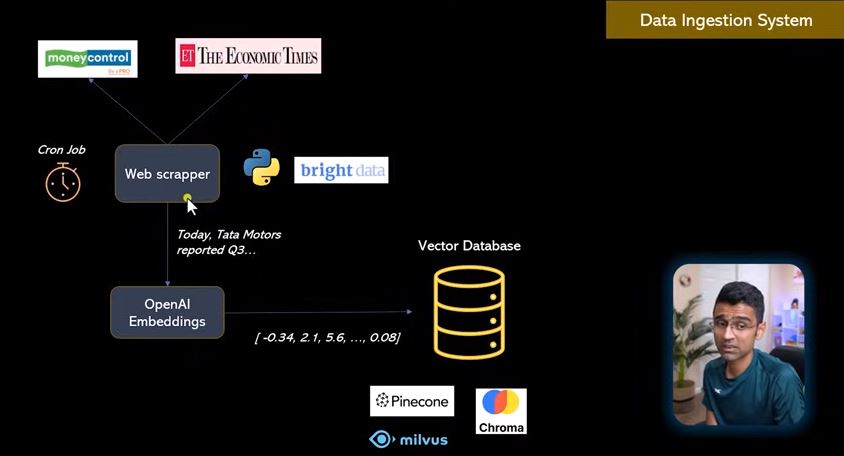 Data Ingestion System
moneycontrol
ET THE ECONOMIC TIMES
Cron Job
Web scrapper
bright data
Today, Tata Motors
reported Q3...
Vector Database
OpenAI
Embeddings
[ -0.34, 2.1, 5.6, ..., 0.08]
Pinecone
Chroma
milvus